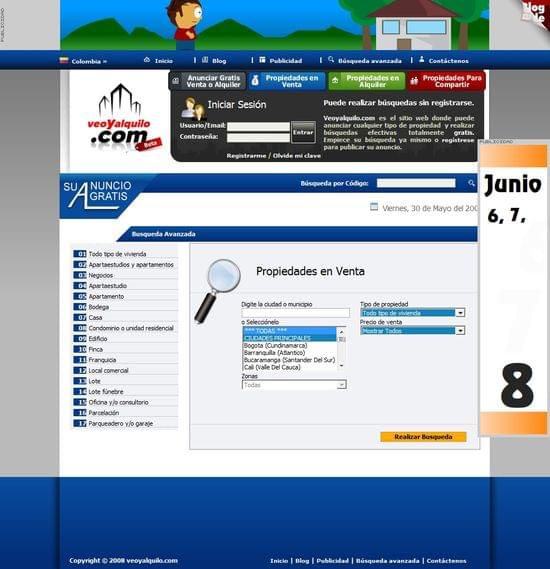 PUBLICIDAD
Blog
Colombia »
Inicio | Blog | Publicidad | Búsqueda avanzada | Contáctenos
Anunciar Gratis Venta o Alquiler
Propiedades en Venta
Propiedades en Alquiler
Propiedades Para Compartir
veoyalquilo
.com
Beta
Iniciar Sesión
Usuario/Email:
Contraseña:
Entrar
Registrarme / Olvide mi clave
Puede realizar búsquedas sin registrarse.
Veoyalquilo.com es el sitio web donde puede
anunciar cualquier tipo de propiedad y realizar
búsquedas efectivas totalmente gratis.
Empiece su búsqueda ya mismo o regístrese
para publicar su anuncio.
PUBLICIDAD
Junio
6, 7,
8
SU ANUNCIO
GRATIS
Búsqueda por Código:
Viernes, 30 de Mayo del 200
Busqueda Avanzada
01 Todo tipo de vivienda
02 Apartaestudios y apartamentos
03 Negocios
04 Apartaestudio
05 Apartamento
06 Bodega
07 Casa
08 Condominio o unidad residencial
09 Edificio
10 Finca
11 Franquicia
12 Local comercial
13 Lote
14 Lote fúnebre
15 Oficina y/o consultorio
16 Parcelación
17 Parqueadero y/o garaje
Propiedades en Venta
Digite la ciudad o municipio
o Selecciónelo
*** TODAS ***
CIUDADES PRINCIPALES
Bogota (Cundinamarca)
Barranquilla (Atlantico)
Bucaramanga (Santander Del Sur)
Cali (Valle Del Cauca)
Zonas
Todas
Tipo de propiedad
Todo tipo de vivienda
Precio de venta
Mostrar Todos
Realizar Busqueda
Copyright © 2008 veoyalquilo.com
Inicio | Blog | Publicidad | Búsqueda avanzada | Contáctenos